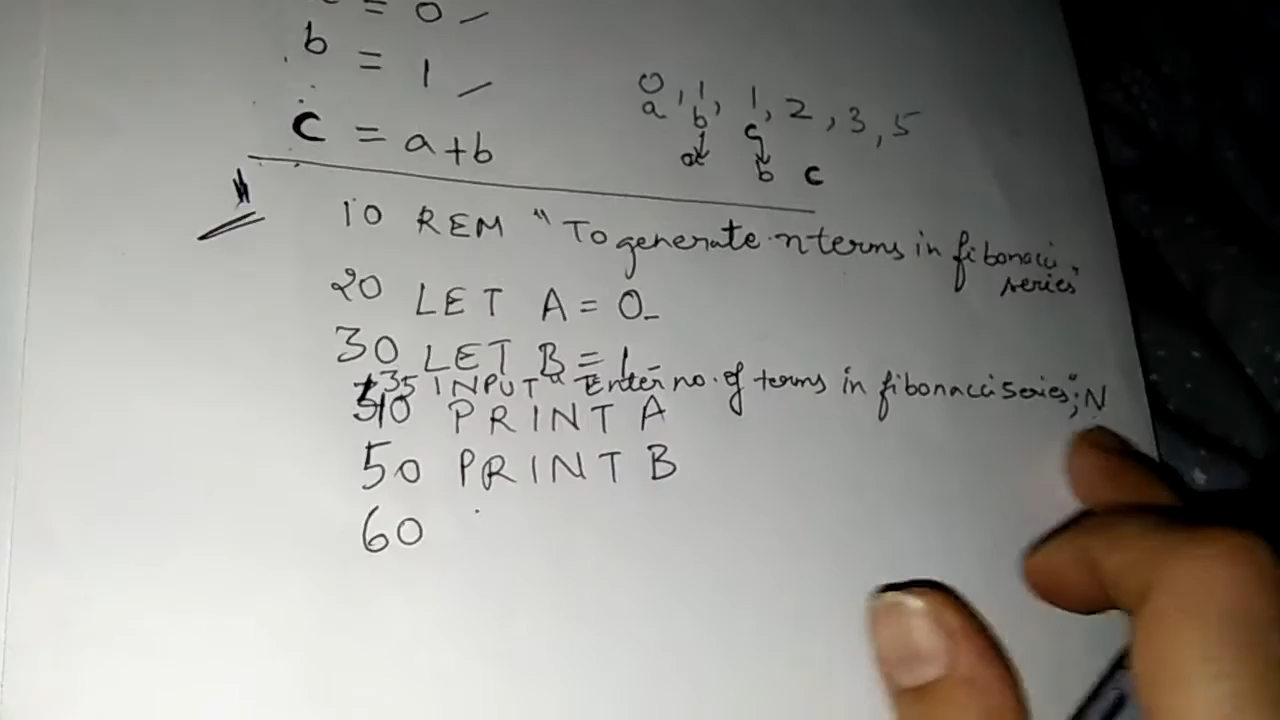 = 0
b = 1
c = a+b
0, 1, 1, 2, 3, 5
a b c
a b c
10 REM "To generate n terms in fibonacci series"
20 LET A = 0
30 LET B = 1
35 INPUT "Enter no. of terms in fibonacci series"; N
40 PRINT A
50 PRINT B
60